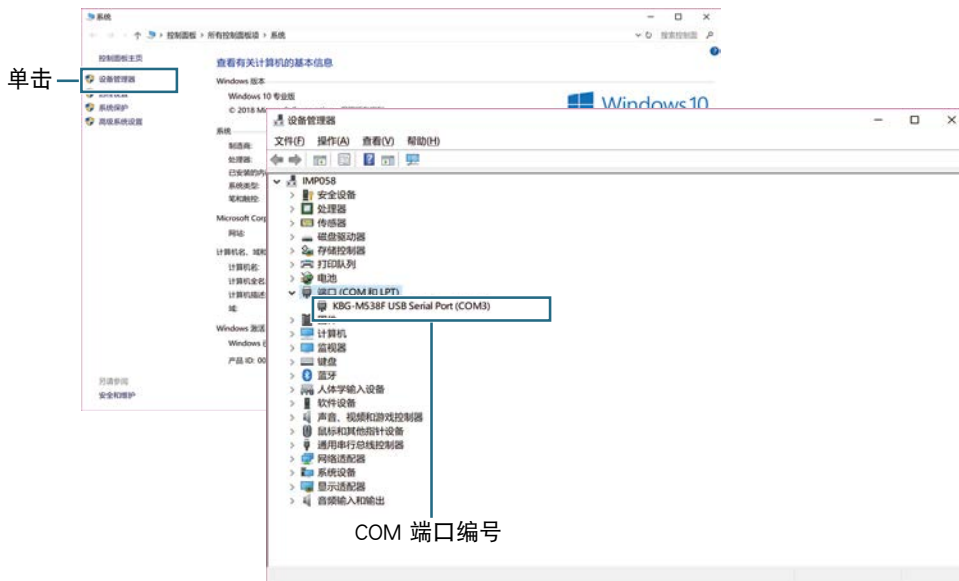 系统
控制面板 › 所有控制面板项 › 系统
搜索控制面
控制面板主页
查看有关计算机的基本信息
单击
设备管理器
Windows 版本
Windows 10 专业版
© 2018
Windows 10
系统保护
高级系统设置
系统
制造商:
处理器:
已安装的内
系统类型:
笔和触控:
Microsoft Corp
网站:
计算机名、域和
计算机名:
计算机全名
计算机描述
域:
Windows 激活
Windows
产品 ID: 00
另请参阅
安全和维护
设备管理器
文件(F) 操作(A) 查看(V) 帮助(H)
IMP058
安全设备
处理器
传感器
磁盘驱动器
存储控制器
打印队列
电池
端口 (COM 和 LPT)
KBG-M538F USB Serial Port (COM3)
计算机
监视器
键盘
蓝牙
人体学输入设备
软件设备
声音、视频和游戏控制器
鼠标和其他指针设备
通用串行总线控制器
网络适配器
系统设备
显示适配器
音频输入和输出
COM 端口编号